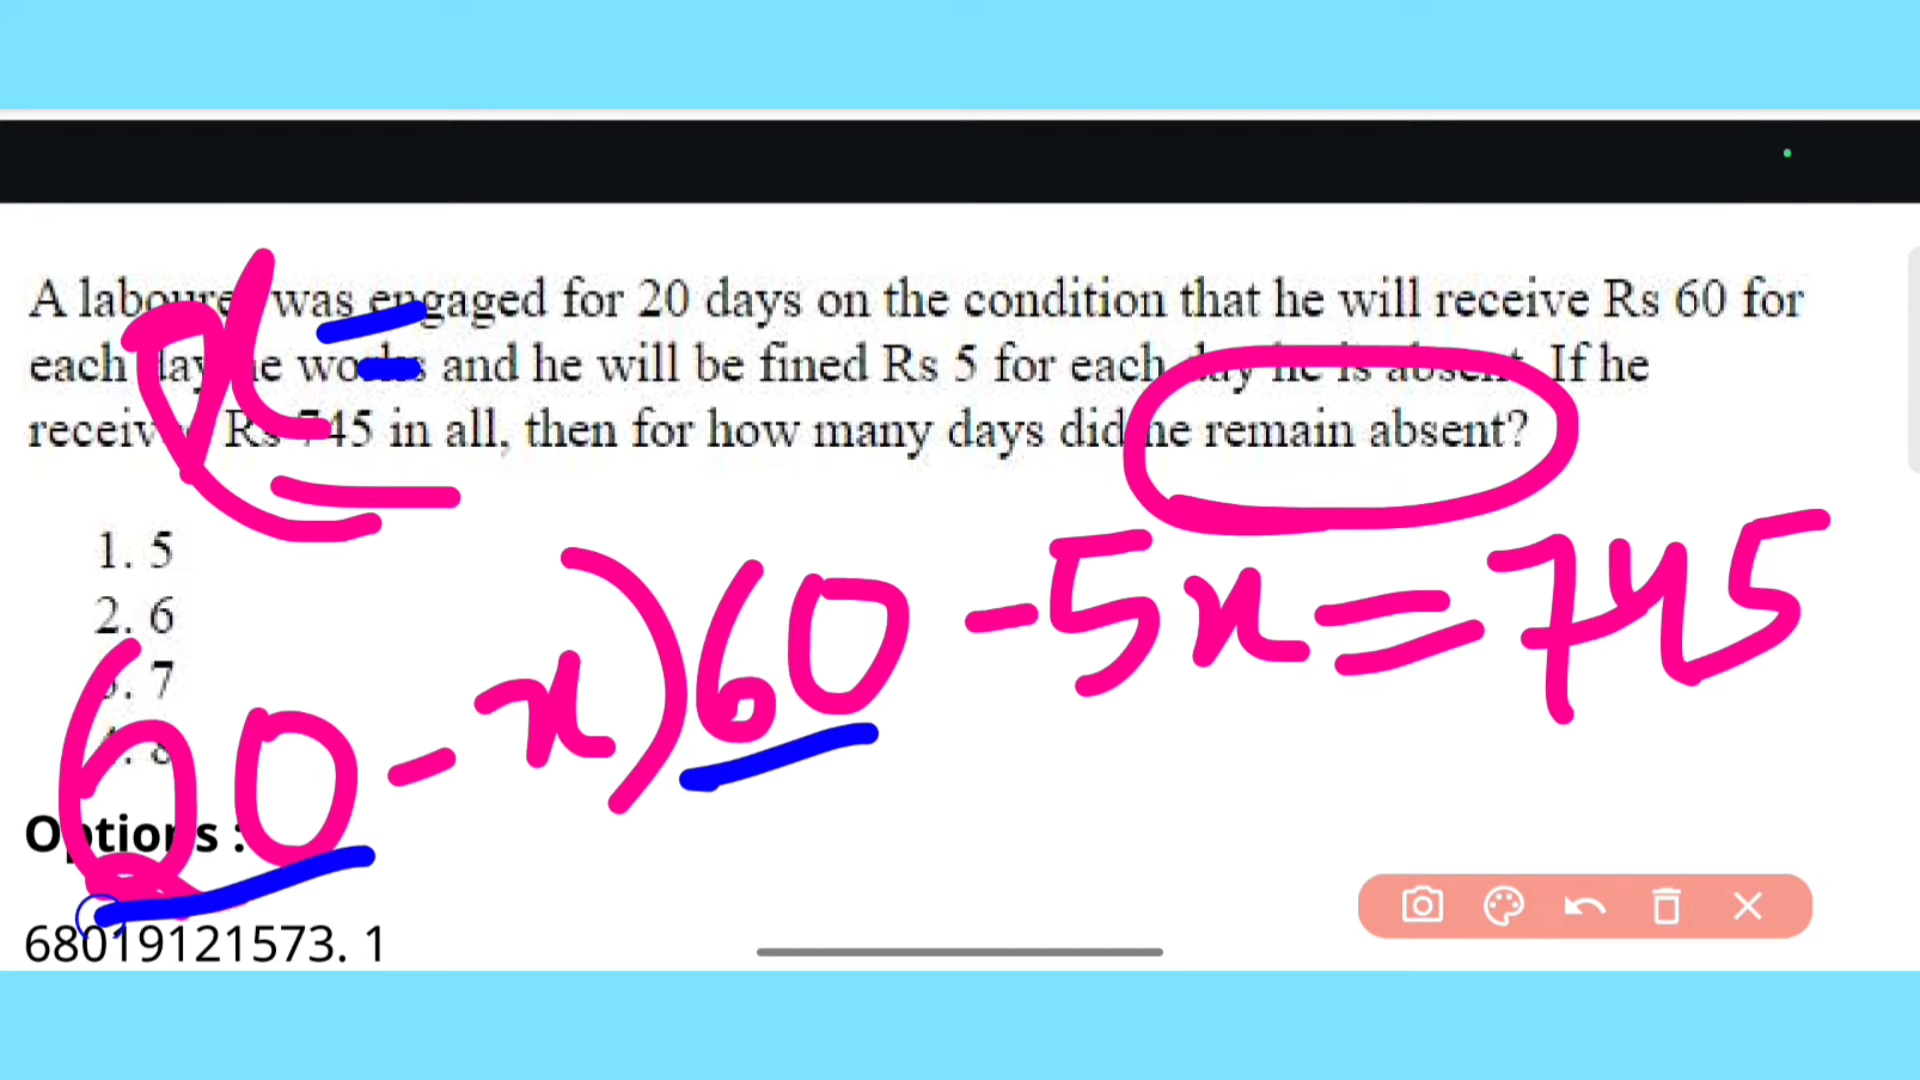 A labourer was engaged for 20 days on the condition that he will receive Rs 60 for
each day he works and he will be fined Rs 5 for each day he is absent. If he
received Rs 745 in all, then for how many days did he remain absent?
x =
1. 5
2. 6
3. 7
4. 8
(20 - x) 60 - 5x = 745
Options :
68019121573. 1